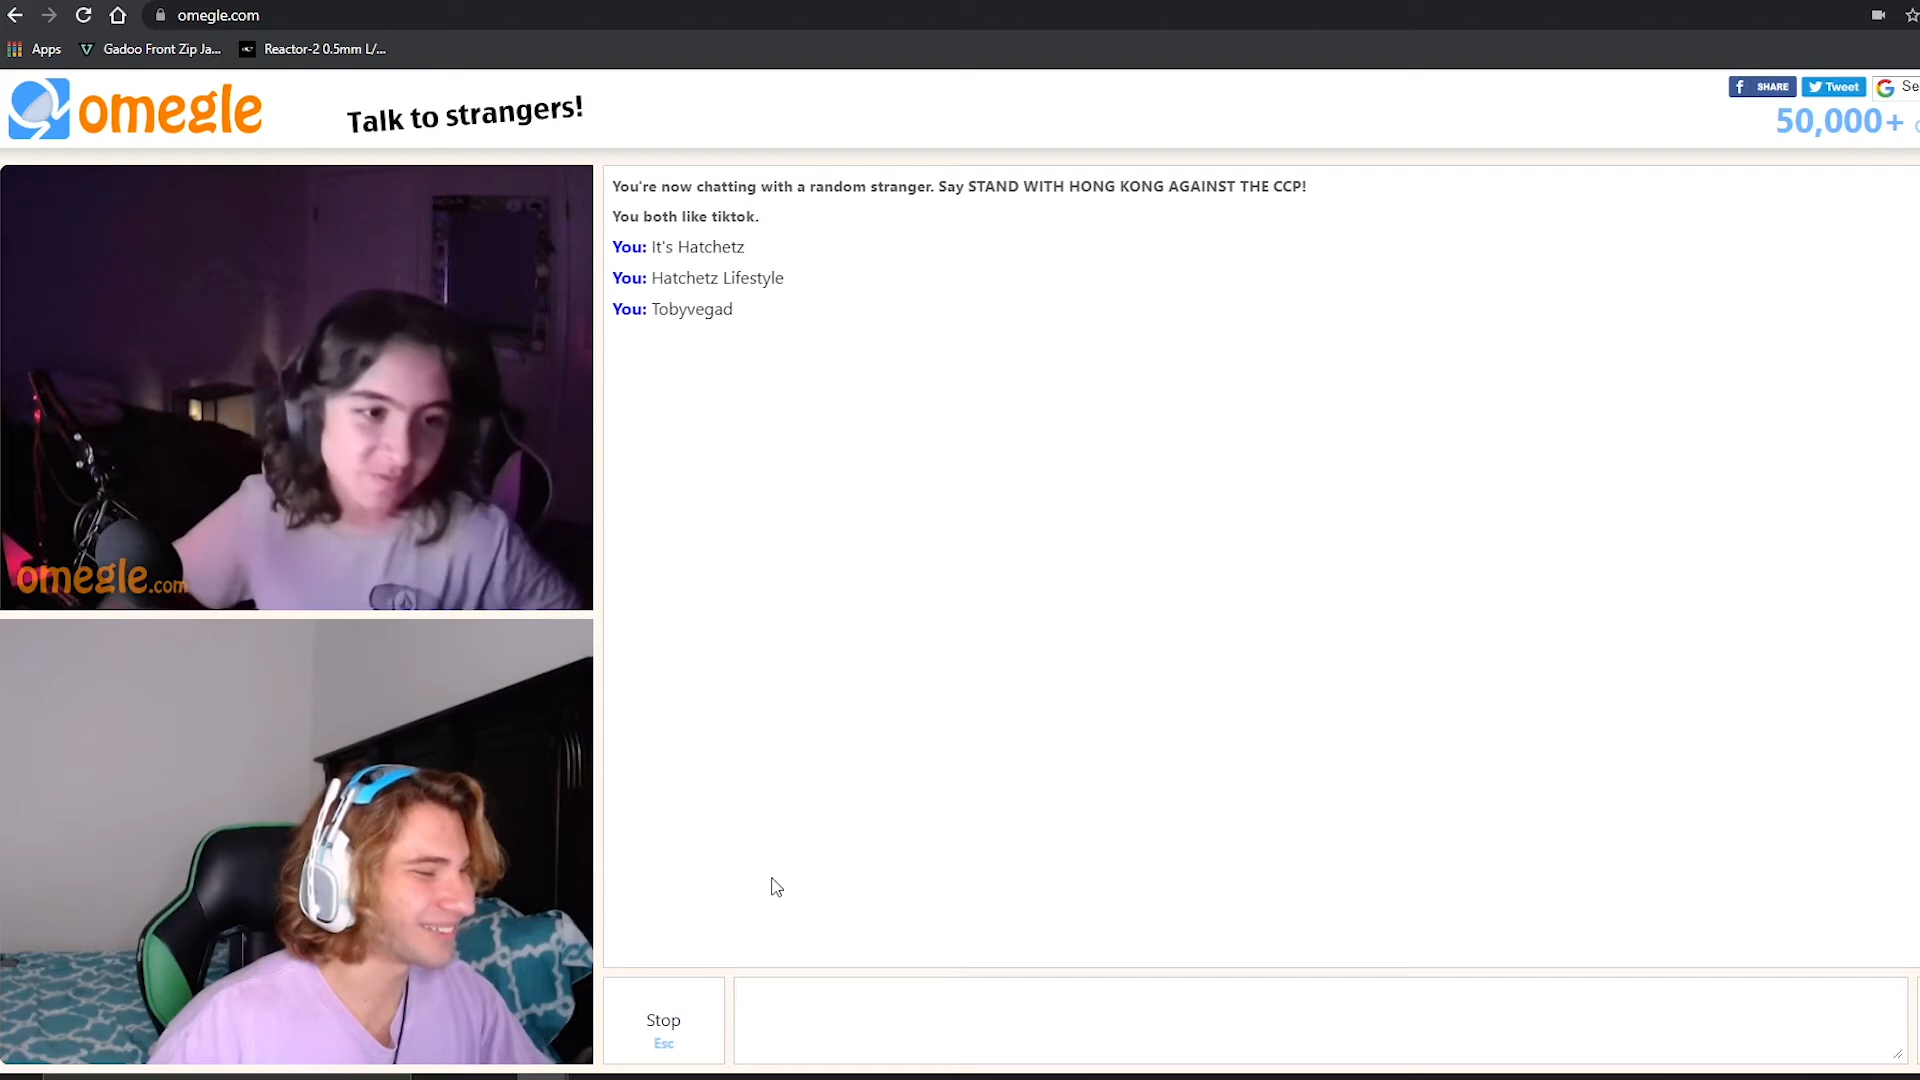 omegle.com
Apps
Gadoo Front Zip Ja...
Reactor-2 0.5mm L/...
omegle
Talk to strangers!
SHARE
Tweet
50,000+
You're now chatting with a random stranger. Say STAND WITH HONG KONG AGAINST THE CCP!
You both like tiktok.
You: It's Hatchetz
You: Hatchetz Lifestyle
You: Tobyvegad
omegle.com
Stop
Esc